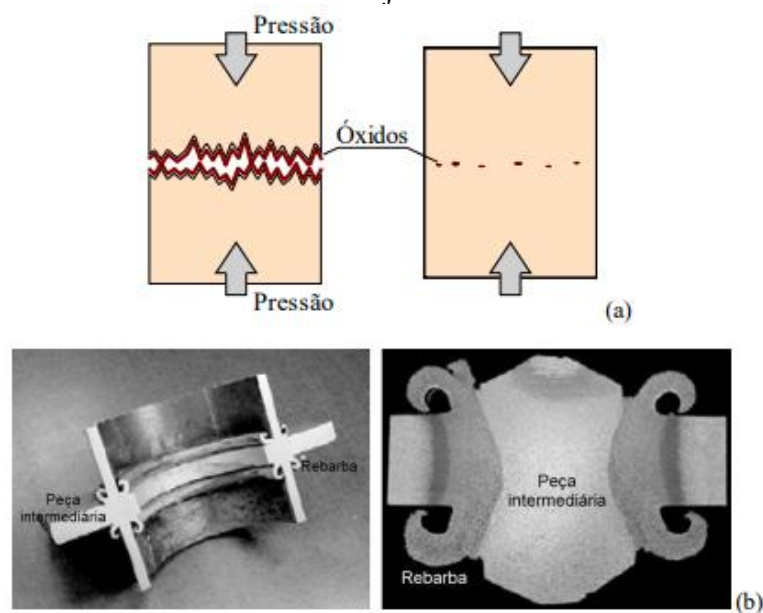 Pressão
Óxidos
Pressão
(a)
Peça
intermediária
Rebarba
Peça
intermediária
Rebarba
(b)